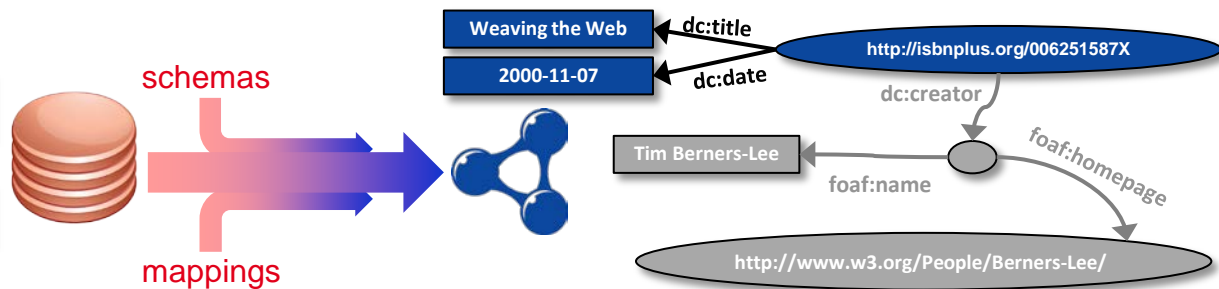 Weaving the Web
dc:title
http://isbnplus.org/006251587X
2000-11-07
dc:date
schemas
dc:creator
Tim Berners-Lee
foaf:name
foaf:homepage
http://www.w3.org/People/Berners-Lee/
mappings